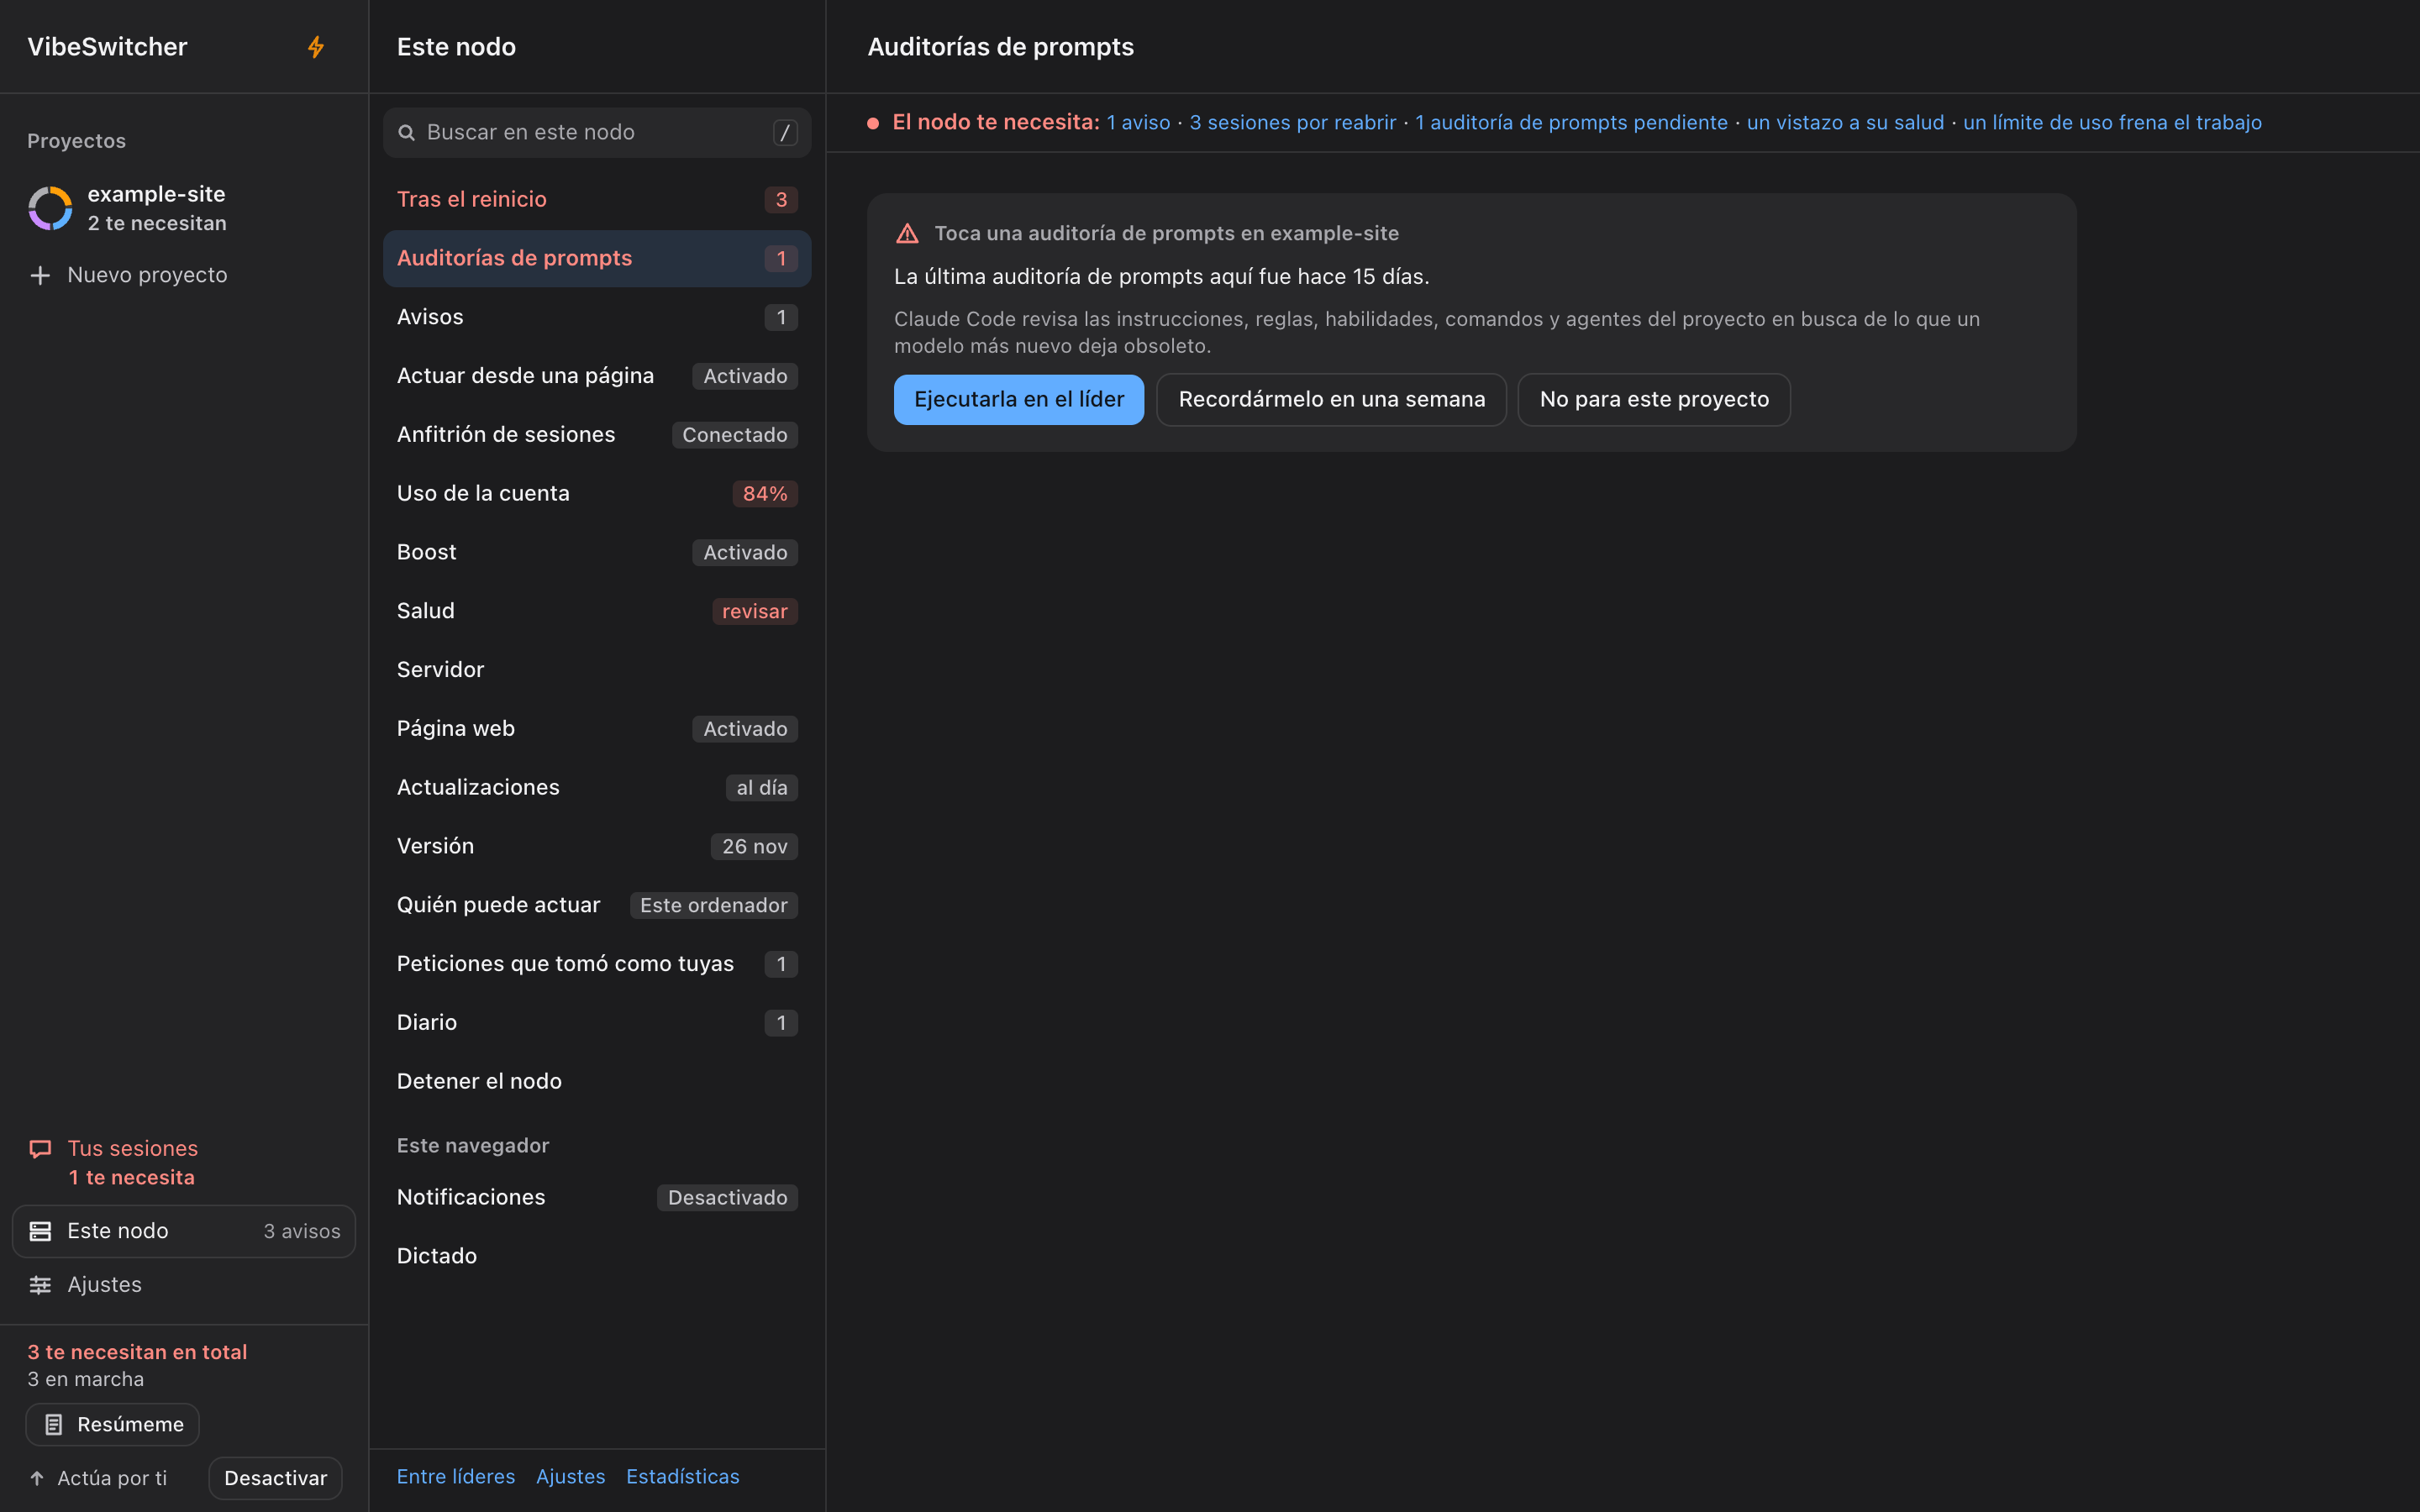 VibeSwitcher
Proyectos
example-site
2 te necesitan
Nuevo proyecto
Tus sesiones
1 te necesita
Este nodo 3 avisos
Ajustes
3 te necesitan en total
3 en marcha
Resúmeme
Actúa por ti Desactivar
Este nodo
Buscar en este nodo /
Tras el reinicio 3
Auditorías de prompts 1
Avisos 1
Actuar desde una página Activado
Anfitrión de sesiones Conectado
Uso de la cuenta 84%
Boost Activado
Salud revisar
Servidor
Página web Activado
Actualizaciones al día
Versión 26 nov
Quién puede actuar Este ordenador
Peticiones que tomó como tuyas 1
Diario 1
Detener el nodo
Este navegador
Notificaciones Desactivado
Dictado
Entre líderes Ajustes Estadísticas
Auditorías de prompts
El nodo te necesita: 1 aviso · 3 sesiones por reabrir · 1 auditoría de prompts pendiente · un vistazo a su salud · un límite de uso frena el trabajo
Toca una auditoría de prompts en example-site
La última auditoría de prompts aquí fue hace 15 días.
Claude Code revisa las instrucciones, reglas, habilidades, comandos y agentes del proyecto en busca de lo que un
modelo más nuevo deja obsoleto.
Ejecutarla en el líder Recordármelo en una semana No para este proyecto